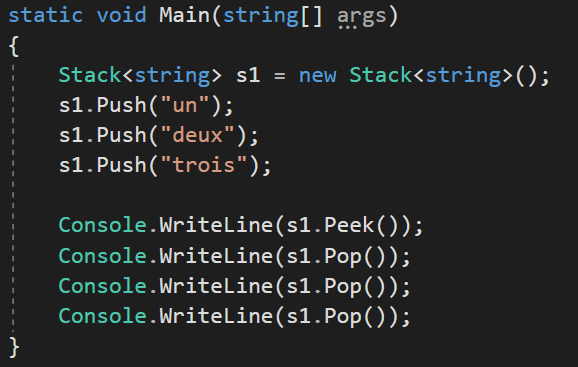 static void Main(string[] args)
{
    Stack<string> s1 = new Stack<string>();
    s1.Push("un");
    s1.Push("deux");
    s1.Push("trois");

    Console.WriteLine(s1.Peek());
    Console.WriteLine(s1.Pop());
    Console.WriteLine(s1.Pop());
    Console.WriteLine(s1.Pop());
}